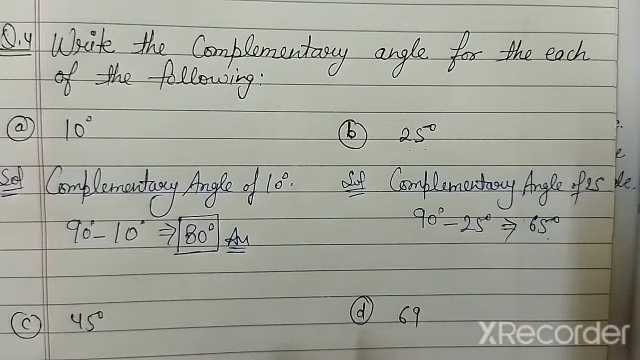 Q.4 Write the Complementary angle for the each
of the following:
(a) 10° (b) 25°
Sol Complementary Angle of 10°. Sol Complementary Angle of 25
90° - 10° ⇒ 80° Ans 90° - 25° ⇒ 65°
(c) 45° (d) 69
XRecorder